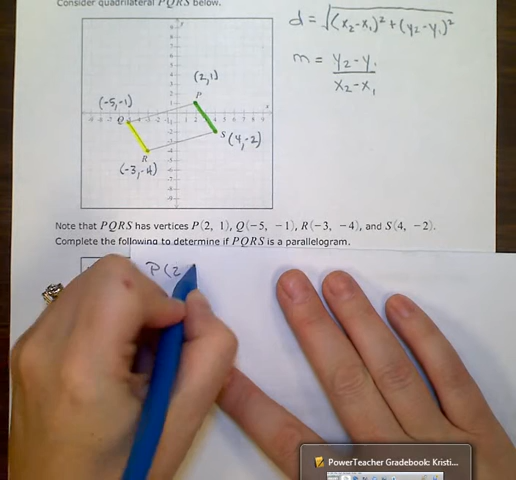 Consider quadrilateral PQRS below.
d = √(x₂-x₁)² + (y₂-y₁)²
m = y₂-y₁
x₂-x₁
(2,1)
P
(-5,-1)
Q
S (4,-2)
R
(-3,-4)
Note that PQRS has vertices P(2, 1), Q(−5, −1), R(−3, −4), and S(4, −2).
Complete the following to determine if PQRS is a parallelogram.
P(2
PowerTeacher Gradebook: Kristi...